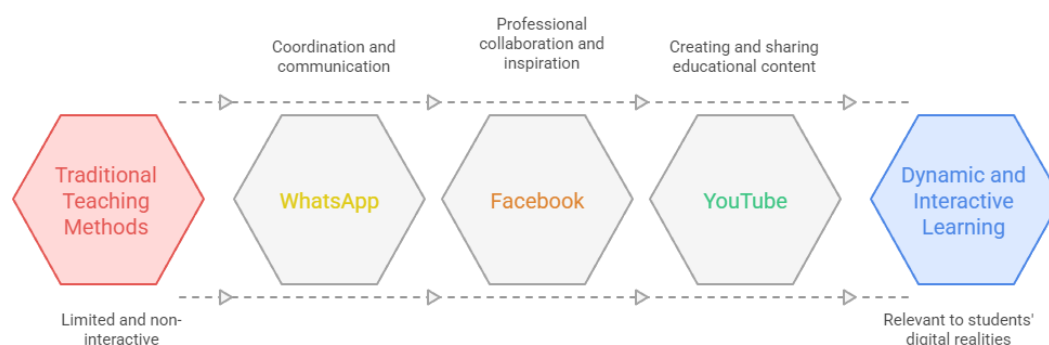 Professional
collaboration and
inspiration
Coordination and
communication
Creating and sharing
educational content
Traditional
Teaching
Methods
WhatsApp
Facebook
YouTube
Dynamic and
Interactive
Learning
Limited and non-
interactive
Relevant to students'
digital realities